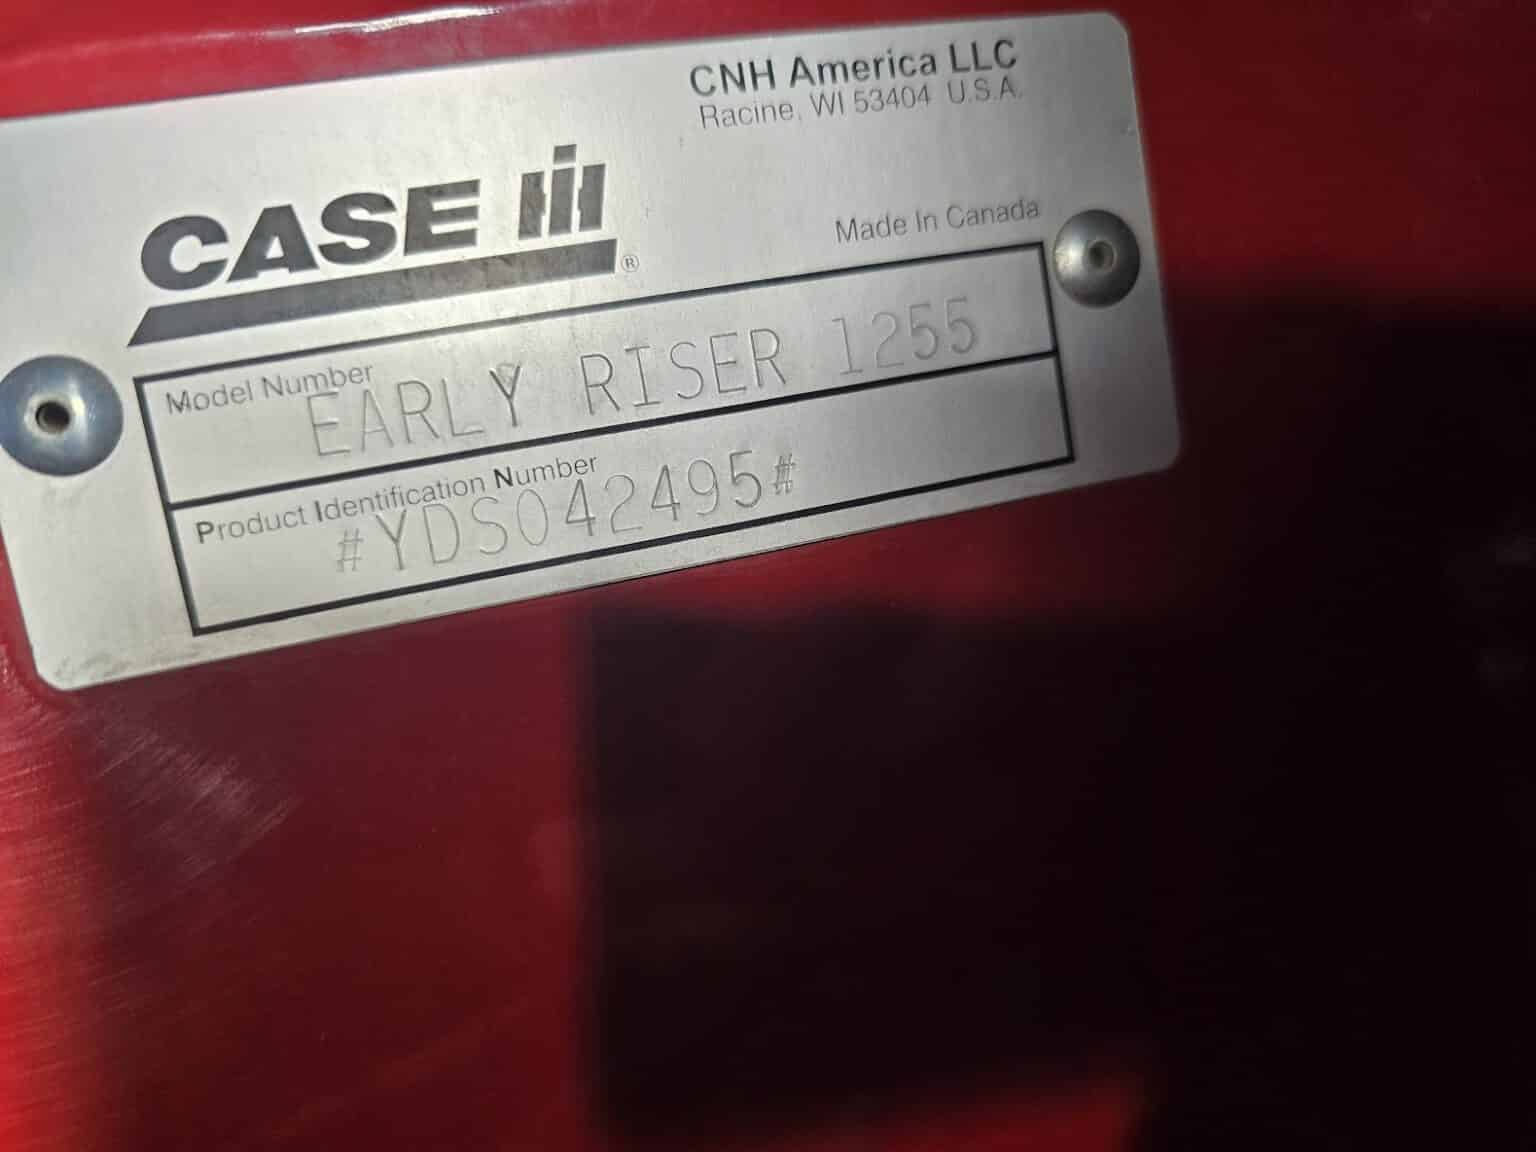 CNH America LLC
Racine, WI 53404 U.S.A.
CASE IH
®
Made In Canada
Model Number
EARLY RISER 1255
Product Identification Number
#YDS042495#